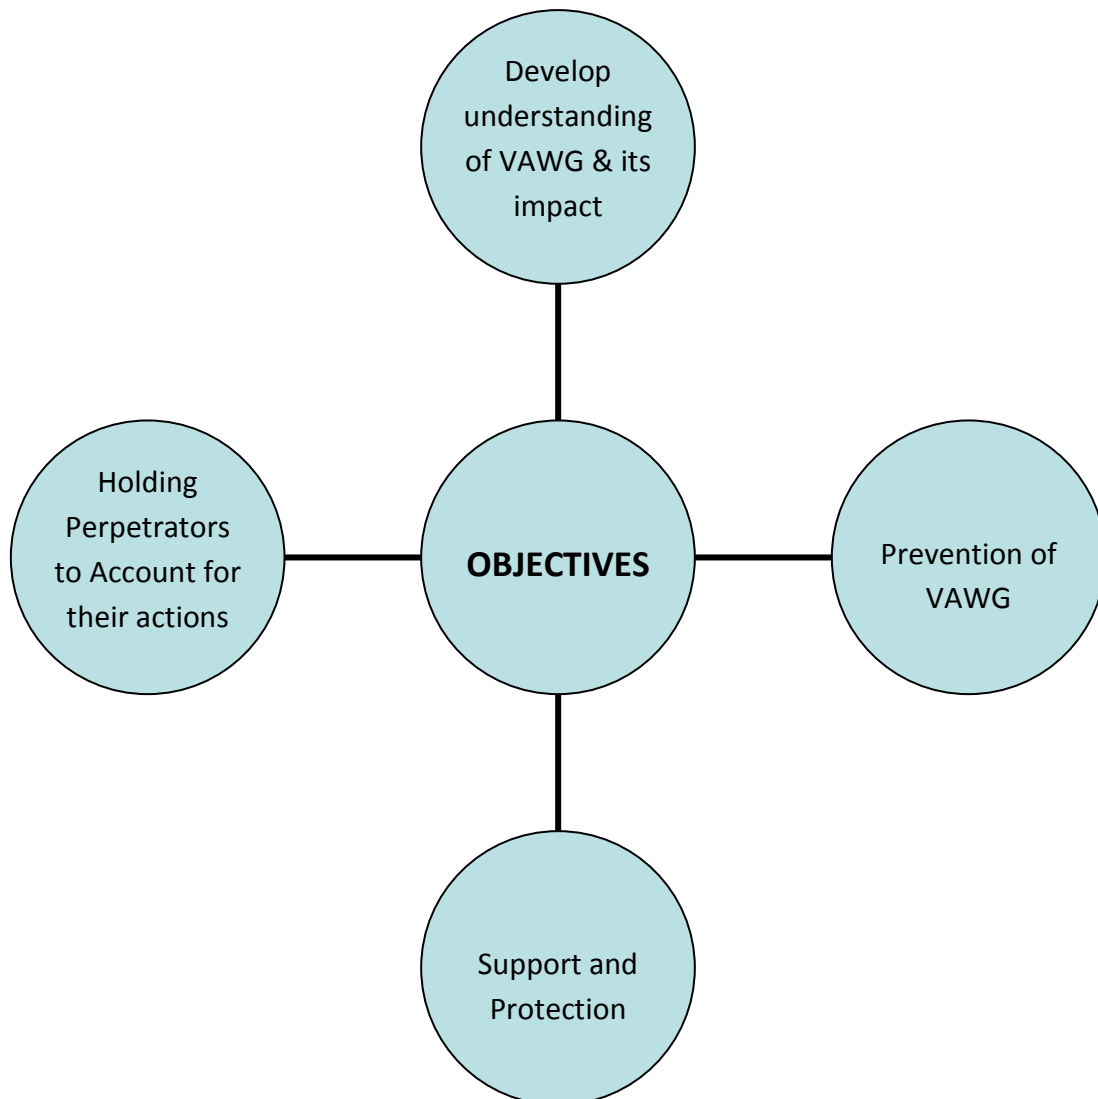 Develop
understanding
of VAWG & its
impact
Holding
Perpetrators
to Account for
their actions
OBJECTIVES
Prevention of
VAWG
Support and
Protection